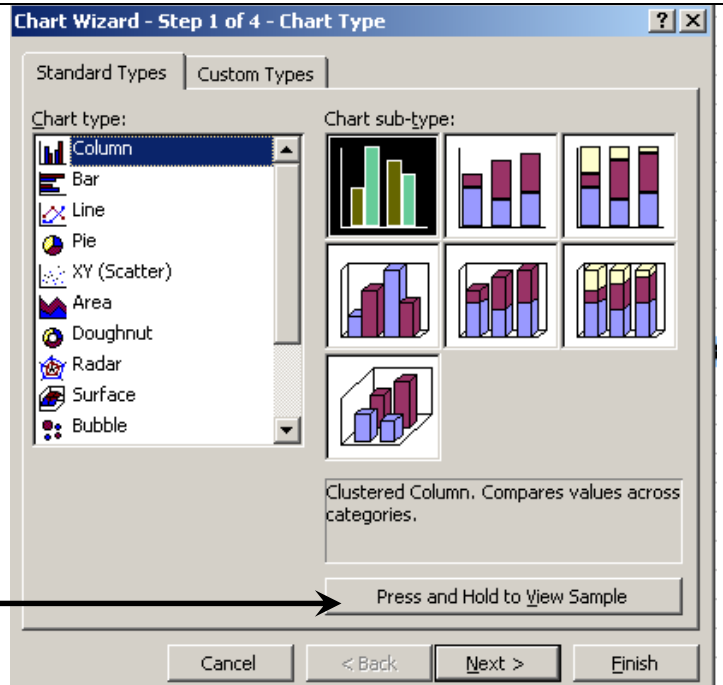 Chart Wizard - Step 1 of 4 - Chart Type
Standard Types
Custom Types
Chart type:
Column
Bar
Line
Pie
XY (Scatter)
Area
Doughnut
Radar
Surface
Bubble
Chart sub-type:
Clustered Column. Compares values across
categories.
Press and Hold to View Sample
Cancel
< Back
Next >
Finish